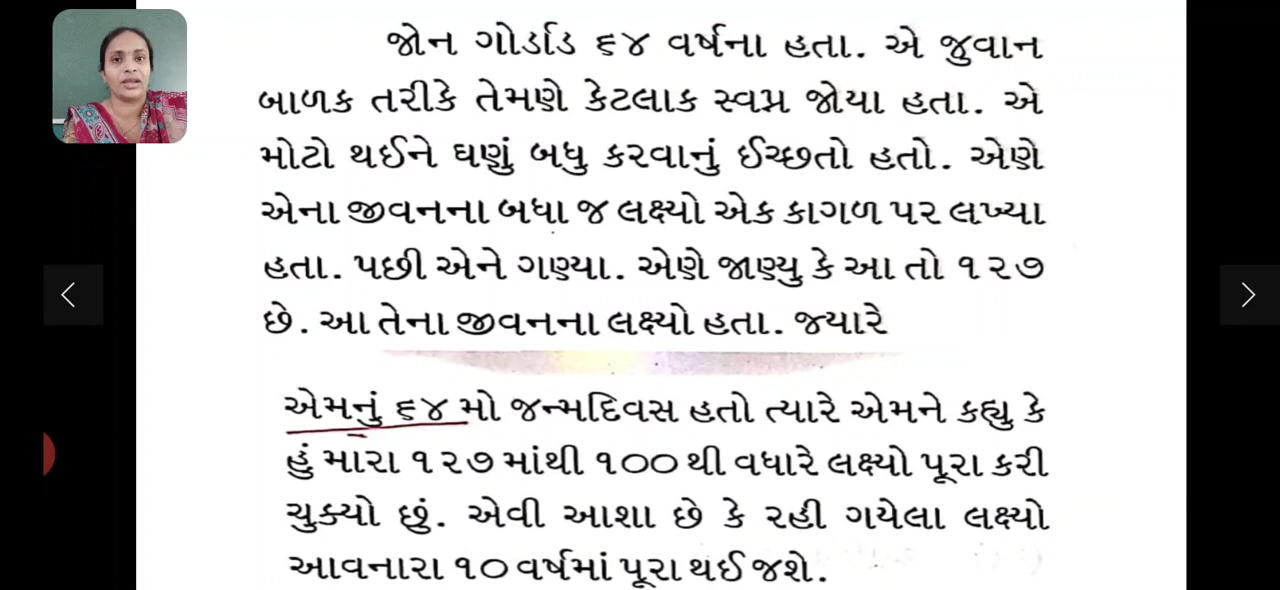 જોન ગોર્ડાડ ૬૪ વર્ષના હતા. એ જુવાન
બાળક તરીકે તેમણે કેટલાક સ્વપ્ન જોયા હતા. એ
મોટો થઈને ઘણું બધુ કરવાનું ઈચ્છતો હતો. એણે
એના જીવનના બધા જ લક્ષ્યો એક કાગળ પર લખ્યા
હતા. પછી એને ગણ્યા. એણે જાણ્યુ કે આ તો ૧૨૭
છે. આ તેના જીવનના લક્ષ્યો હતા. જ્યારે
એમનું ૬૪ મો જન્મદિવસ હતો ત્યારે એમને કહ્યુ કે
હું મારા ૧૨૭ માંથી ૧૦૦ થી વધારે લક્ષ્યો પૂરા કરી
ચુક્યો છું. એવી આશા છે કે રહી ગયેલા લક્ષ્યો
આવનારા ૧૦ વર્ષમાં પૂરા થઈ જશે.